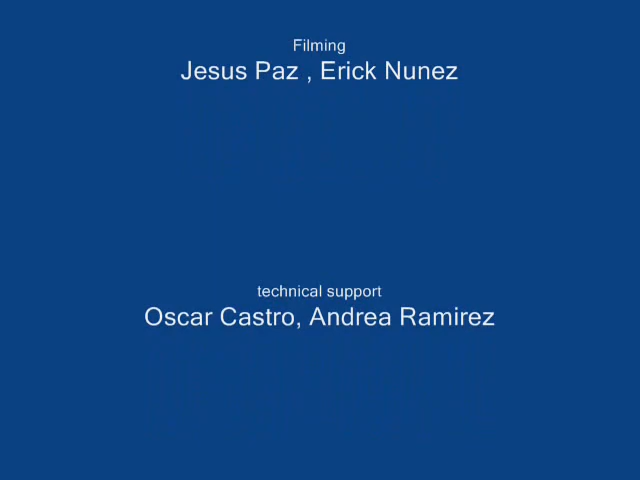 Filming
Jesus Paz , Erick Nunez
technical support
Oscar Castro, Andrea Ramirez